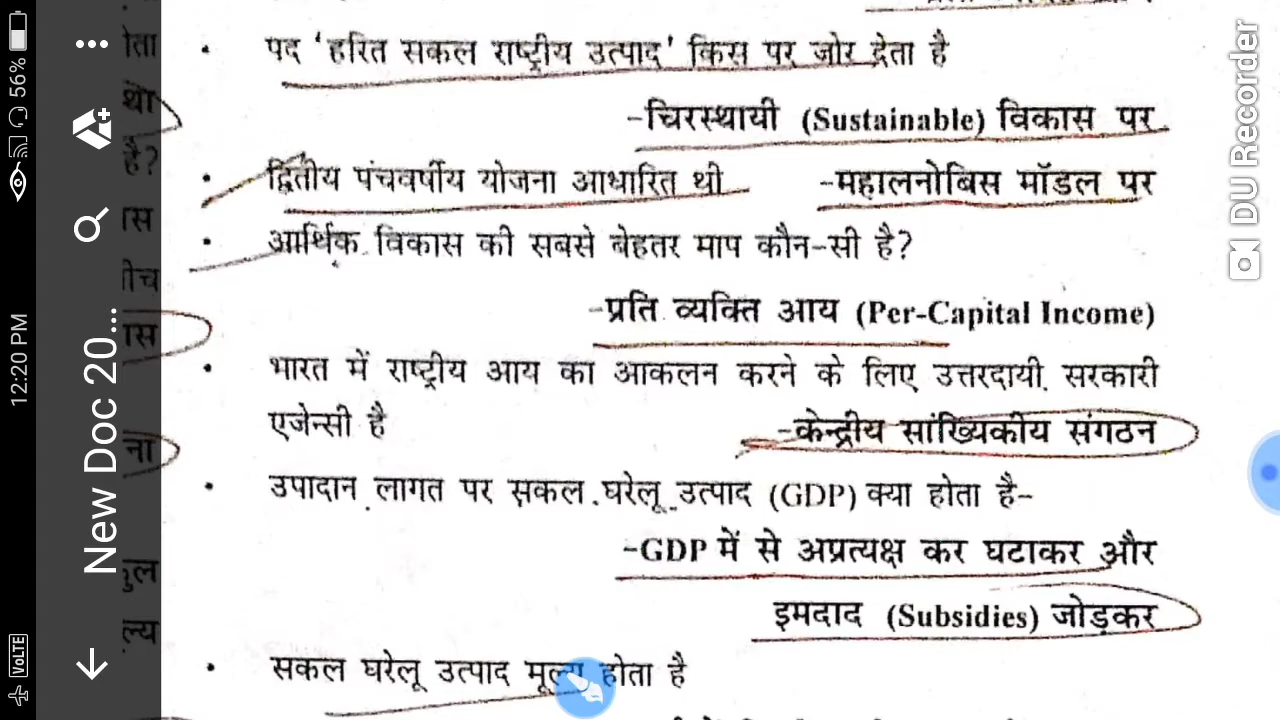 पद ‘हरित सकल राष्ट्रीय उत्पाद’ किस पर जोर देता है
-चिरस्थायी (Sustainable) विकास पर
द्वितीय पंचवर्षीय योजना आधारित थी -महालनोबिस मॉडल पर
आर्थिक विकास की सबसे बेहतर माप कौन-सी है?
-प्रति व्यक्ति आय (Per-Capital Income)
भारत में राष्ट्रीय आय का आकलन करने के लिए उत्तरदायी सरकारी
एजेन्सी है -केन्द्रीय सांख्यिकीय संगठन
उपादान लागत पर सकल घरेलू उत्पाद (GDP) क्या होता है-
-GDP में से अप्रत्यक्ष कर घटाकर और
इमदाद (Subsidies) जोड़कर
सकल घरेलू उत्पाद मूल्य होता है
होता
था
है?
ास
ीच
ास
ना
कुल
ल्य
New Doc 20...
56%
12:20 PM
VoLTE
DU Recorder